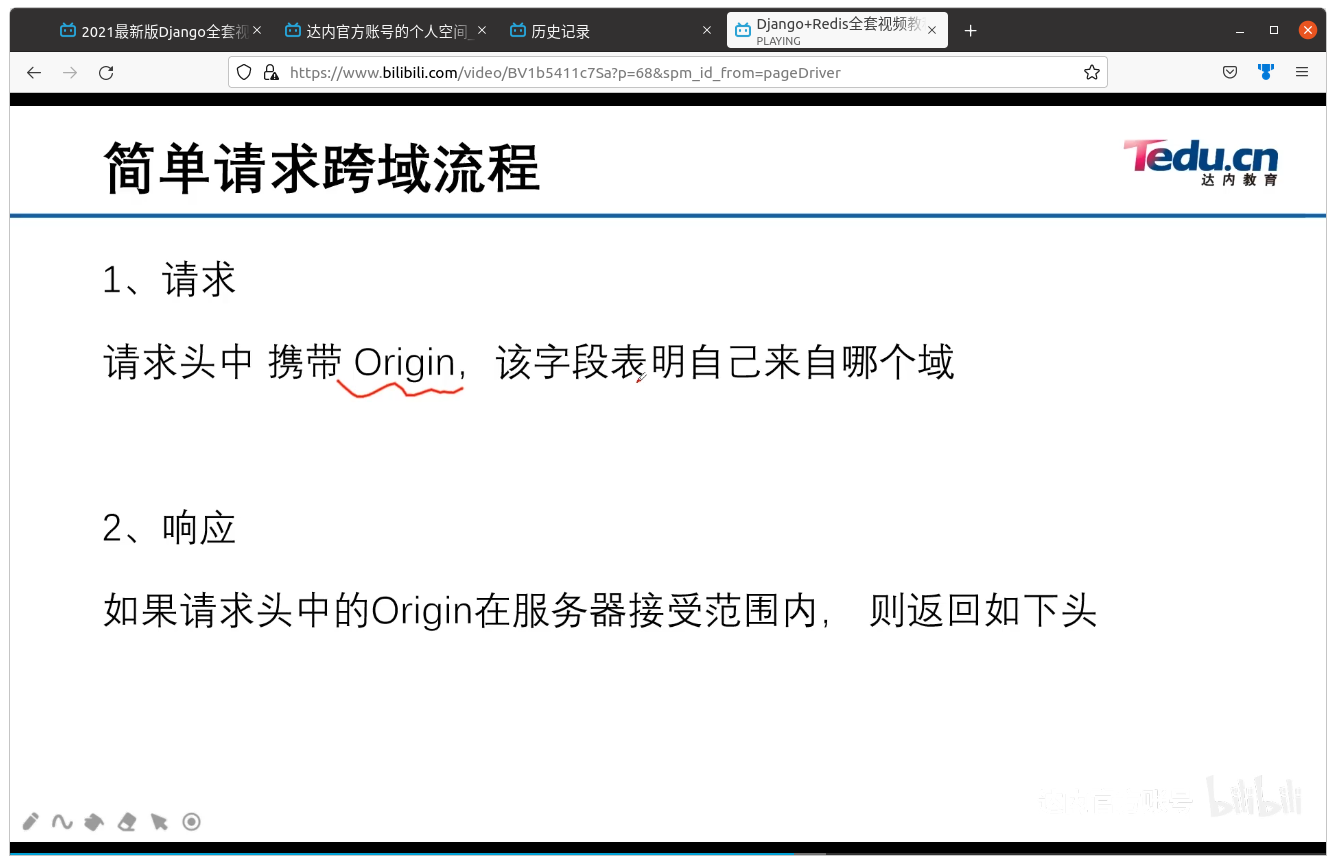 2021最新版Django全套视
达内官方账号的个人空间_
历史记录
Django+Redis全套视频教
PLAYING
https://www.bilibili.com/video/BV1b5411c7Sa?p=68&spm_id_from=pageDriver
简单请求跨域流程
Tedu.cn
达内教育
1、请求
请求头中 携带 Origin，该字段表明自己来自哪个域
2、响应
如果请求头中的Origin在服务器接受范围内， 则返回如下头
bilibili